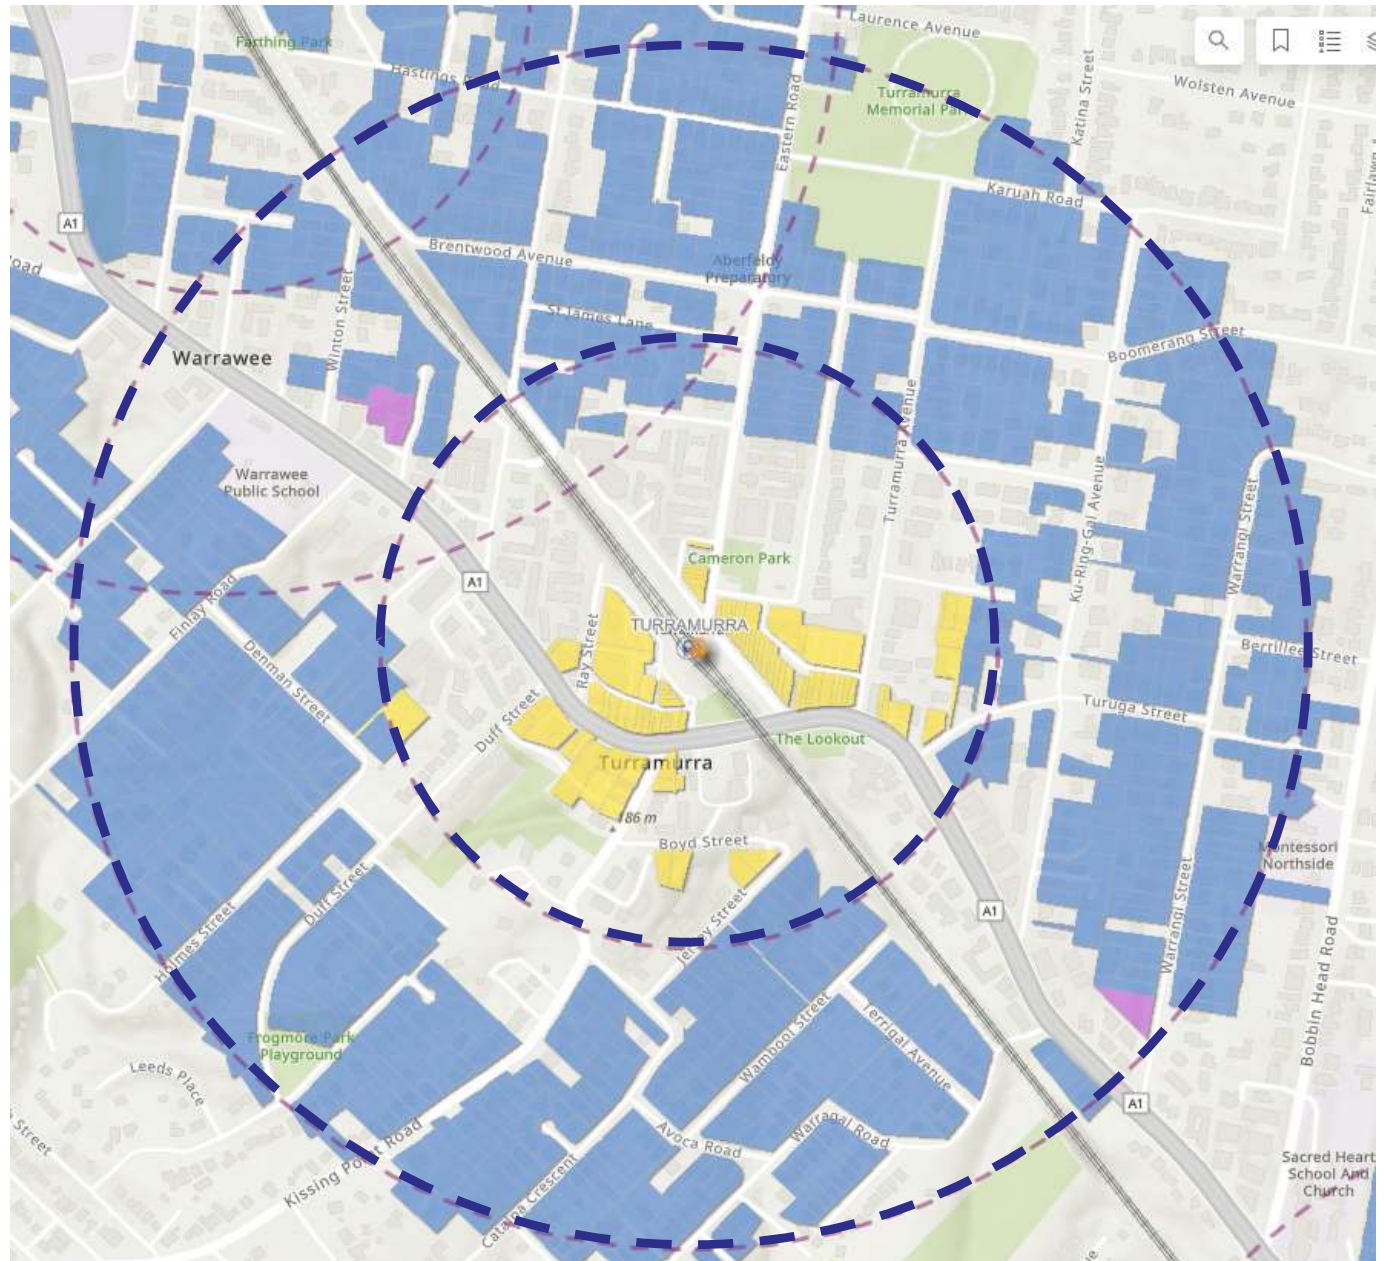 Laurence Avenue
Farthing Park
Hastings Road
Turramurra
Memorial Park
Wolsten Avenue
Katina Street
Eastern Road
Karuah Road
A1
Brentwood Avenue
Aberfeldy
Preparatory
St James Lane
Boomerang Street
Warrawee
Winton Street
Turramurra Avenue
Warrawee
Public School
Ku-Ring-Gai Avenue
Warrangi Street
Cameron Park
A1
Finlay Road
TURRAMURRA
Ray Street
Berrillee Street
Denman Street
Duff Street
Turuga Street
The Lookout
Turramurra
186 m
Boyd Street
Montessori
Northside
Duff Street
Jersey Street
A1
Holmes Street
Warrangi Street
Bobbin Head Road
Wambool Street
Terrigal Avenue
Frogmore Park
Playground
Leeds Place
A1
Kissing Point Road
Avoca Road
Warragal Road
Street
Catalpa Crescent
Sacred Heart
School And
Church